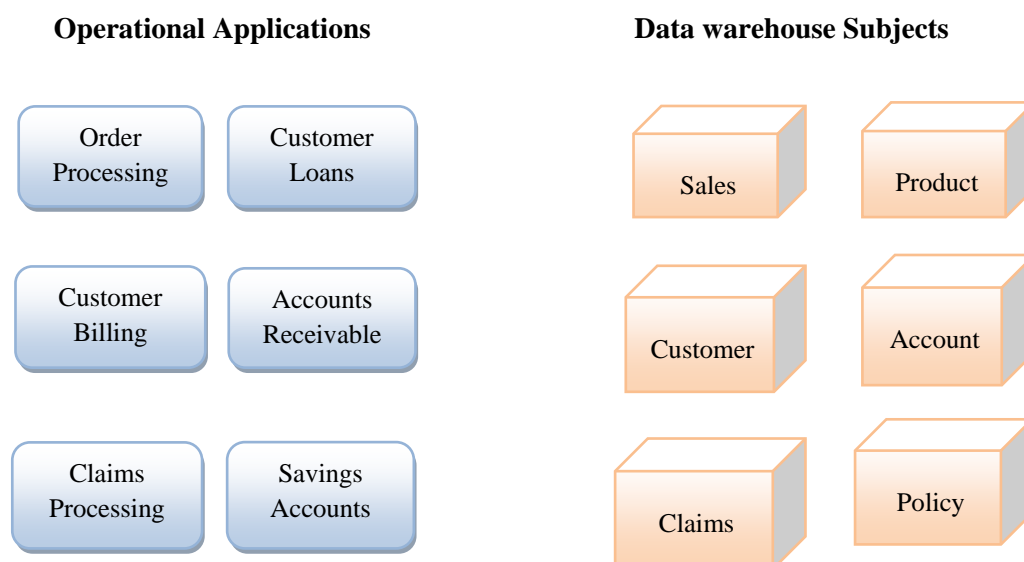 Operational Applications
Data warehouse Subjects
Order
Processing
Customer
Loans
Sales
Product
Customer
Billing
Accounts
Receivable
Customer
Account
Claims
Processing
Savings
Accounts
Claims
Policy